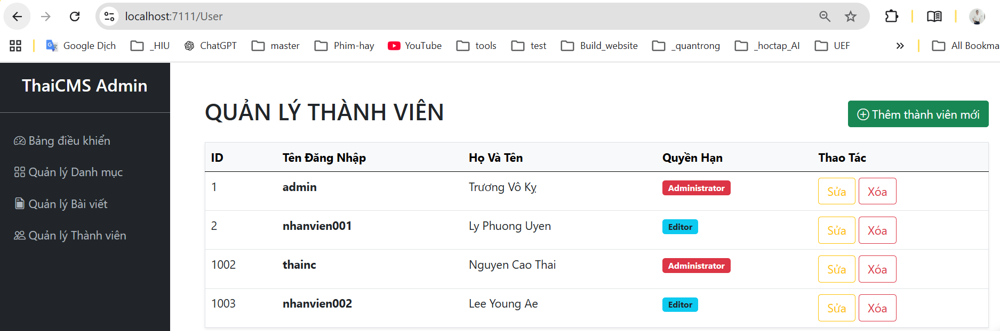 localhost:7111/User
Google Dịch _HIU ChatGPT master Phim-hay YouTube tools test Build_website _quantrong _hoctap_AI UEF » All Bookma
ThaiCMS Admin
Bảng điều khiển
Quản lý Danh mục
Quản lý Bài viết
Quản lý Thành viên
QUẢN LÝ THÀNH VIÊN
Thêm thành viên mới
ID Tên Đăng Nhập Họ Và Tên Quyền Hạn Thao Tác
1 admin Trương Vô Kỵ Administrator Sửa Xóa
2 nhanvien001 Ly Phuong Uyen Editor Sửa Xóa
1002 thainc Nguyen Cao Thai Administrator Sửa Xóa
1003 nhanvien002 Lee Young Ae Editor Sửa Xóa